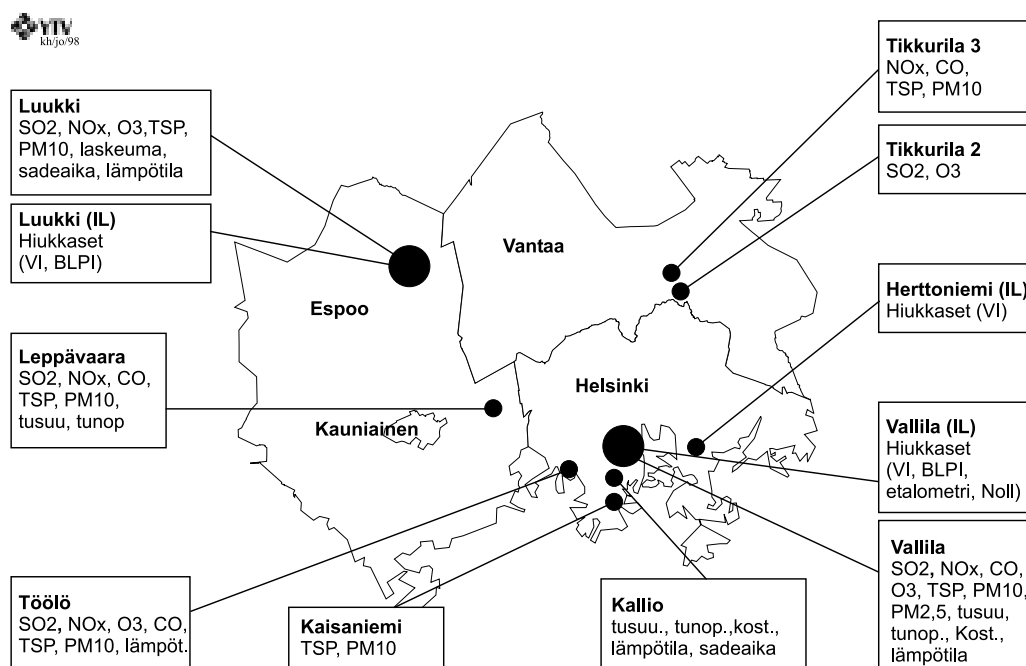 YTV
kh/jo/98
Luukki
SO2, NOx, O3,TSP,
PM10, laskeuma,
sadeaika, lämpötila
Luukki (IL)
Hiukkaset
(VI, BLPI)
Leppävaara
SO2, NOx, CO,
TSP, PM10,
tusuu, tunop
Töölö
SO2, NOx, O3, CO,
TSP, PM10, lämpöt.
Kaisaniemi
TSP, PM10
Kallio
tusuu., tunop.,kost.,
lämpötila, sadeaika
Vantaa
Espoo
Helsinki
Kauniainen
Tikkurila 3
NOx, CO,
TSP, PM10
Tikkurila 2
SO2, O3
Herttoniemi (IL)
Hiukkaset (VI)
Vallila (IL)
Hiukkaset
(VI, BLPI,
etalometri, Noll)
Vallila
SO2, NOx, CO,
O3, TSP, PM10,
PM2,5, tusuu,
tunop., Kost.,
lämpötila